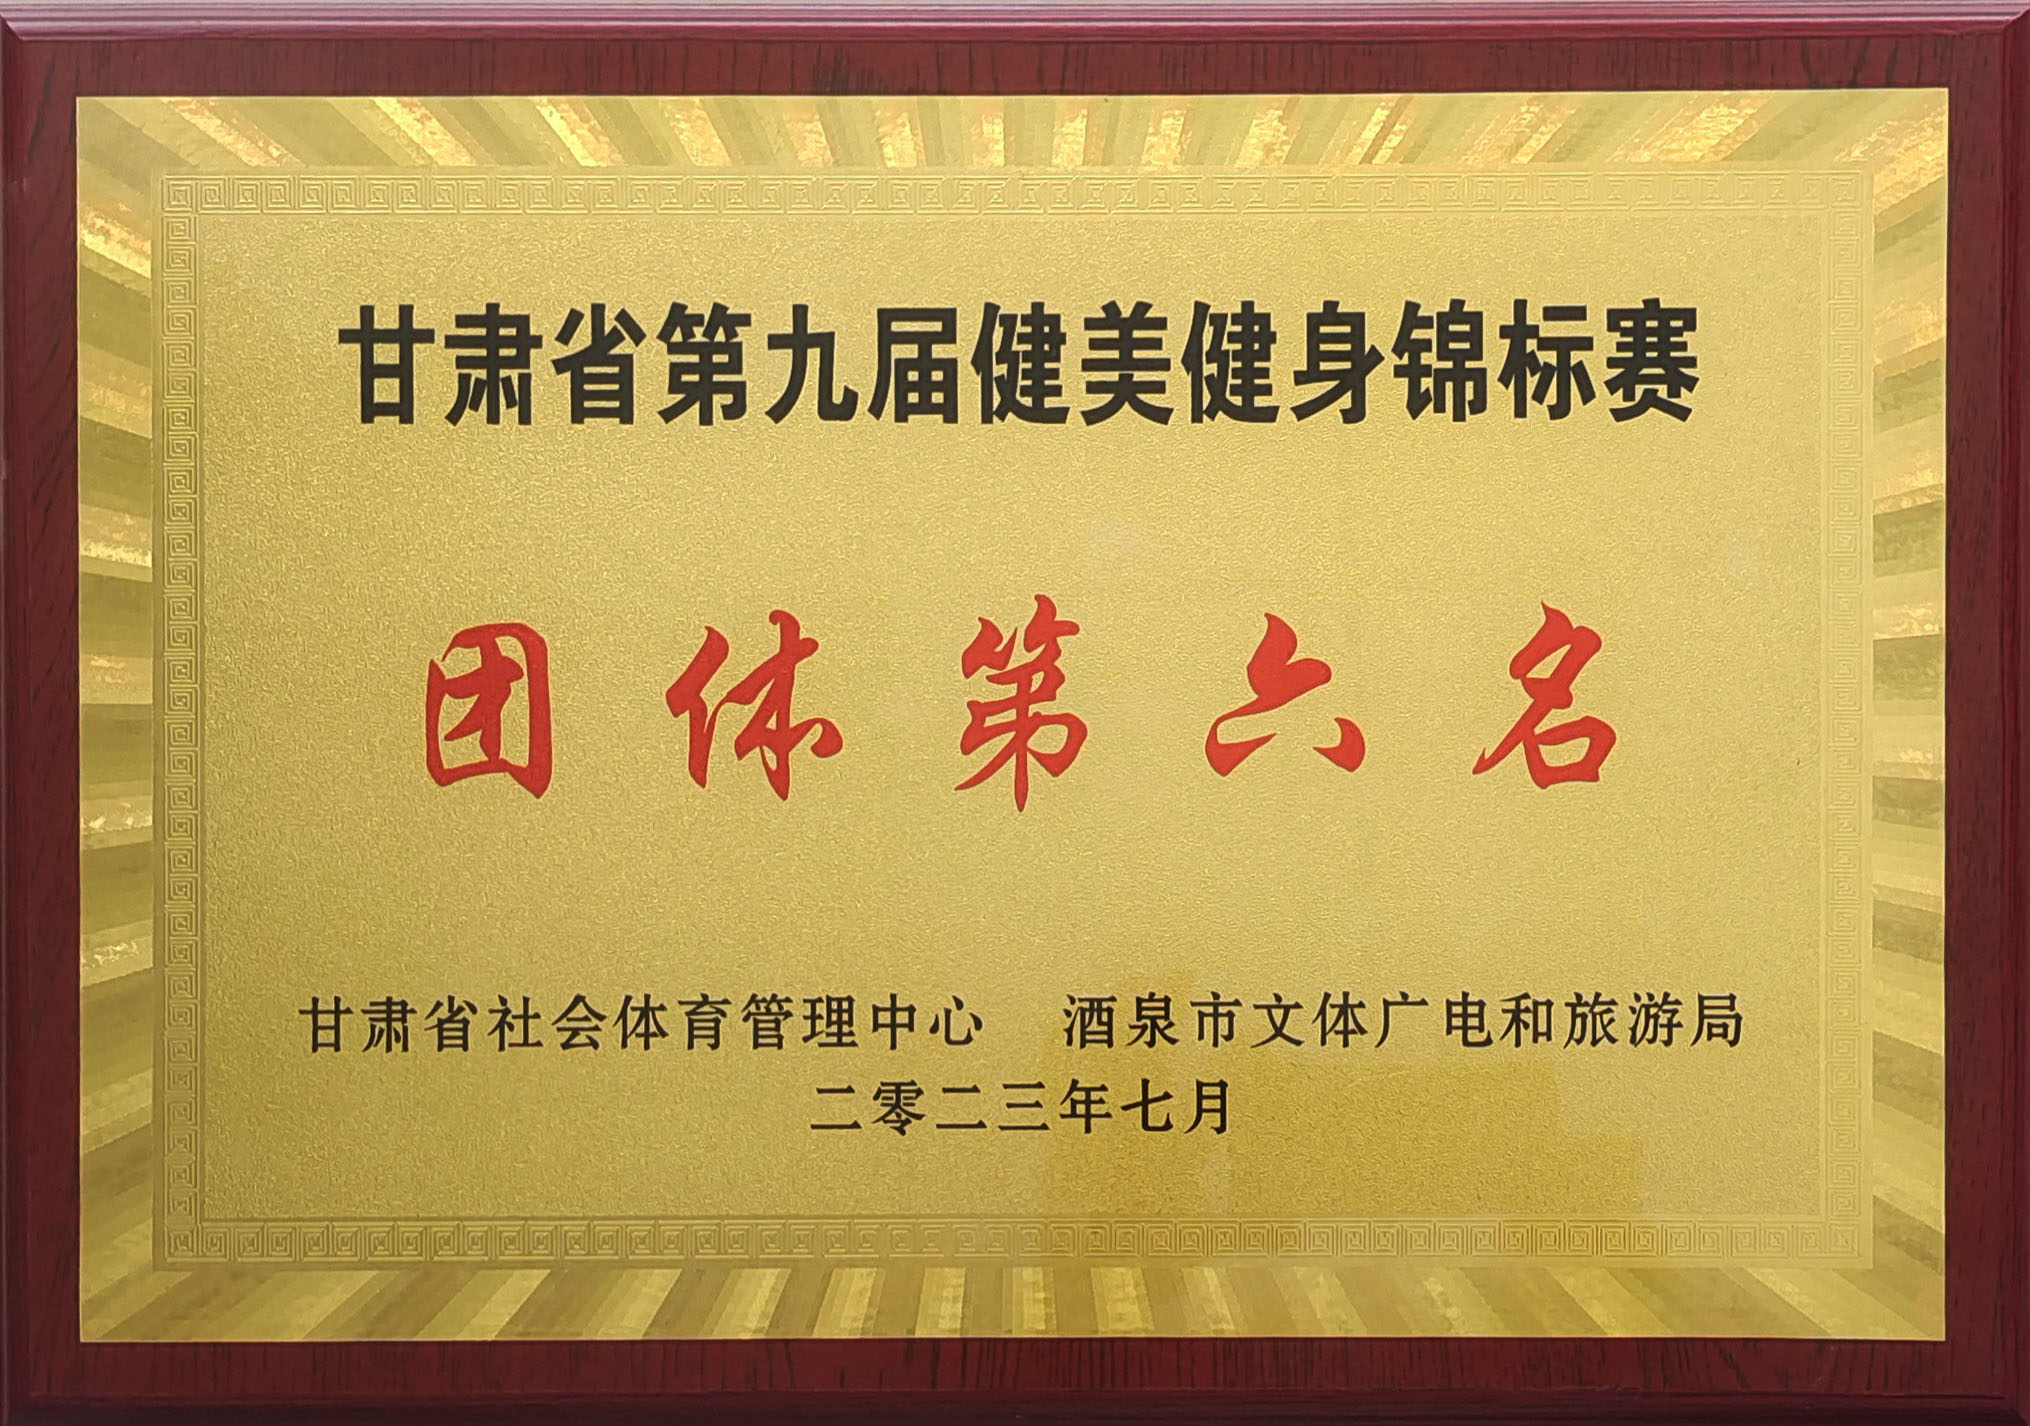 甘肃省第九届健美健身锦标赛
团体第六名
甘肃省社会体育管理中心 酒泉市文体广电和旅游局
二零二三年七月